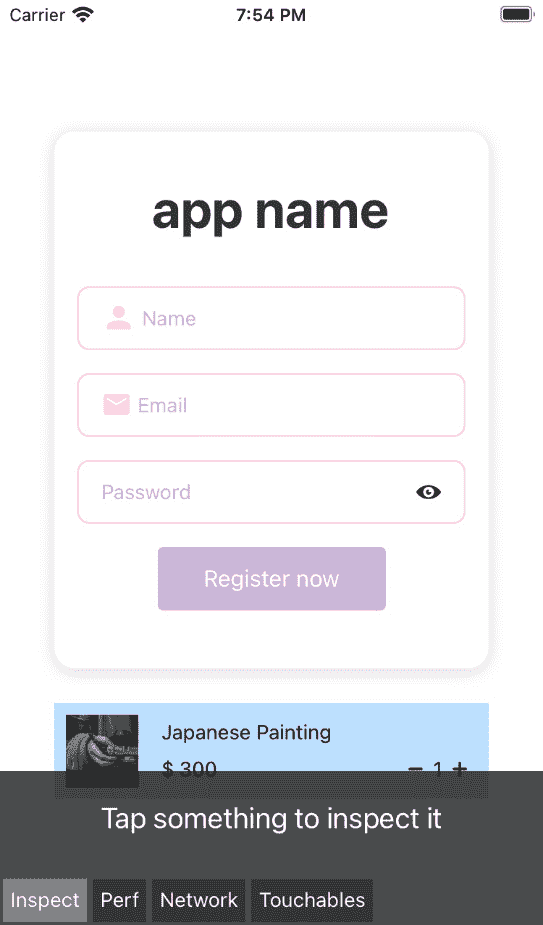 Carrier 7:54 PM
app name
Name
Email
Password
Register now
Japanese Painting
$ 300 − 1 +
Tap something to inspect it
Inspect Perf Network Touchables